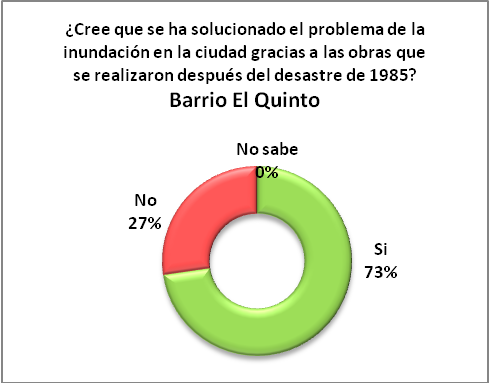 ¿Cree que se ha solucionado el problema de la
inundación en la ciudad gracias a las obras que
se realizaron después del desastre de 1985?
Barrio El Quinto
No sabe
0%
No
27%
Si
73%